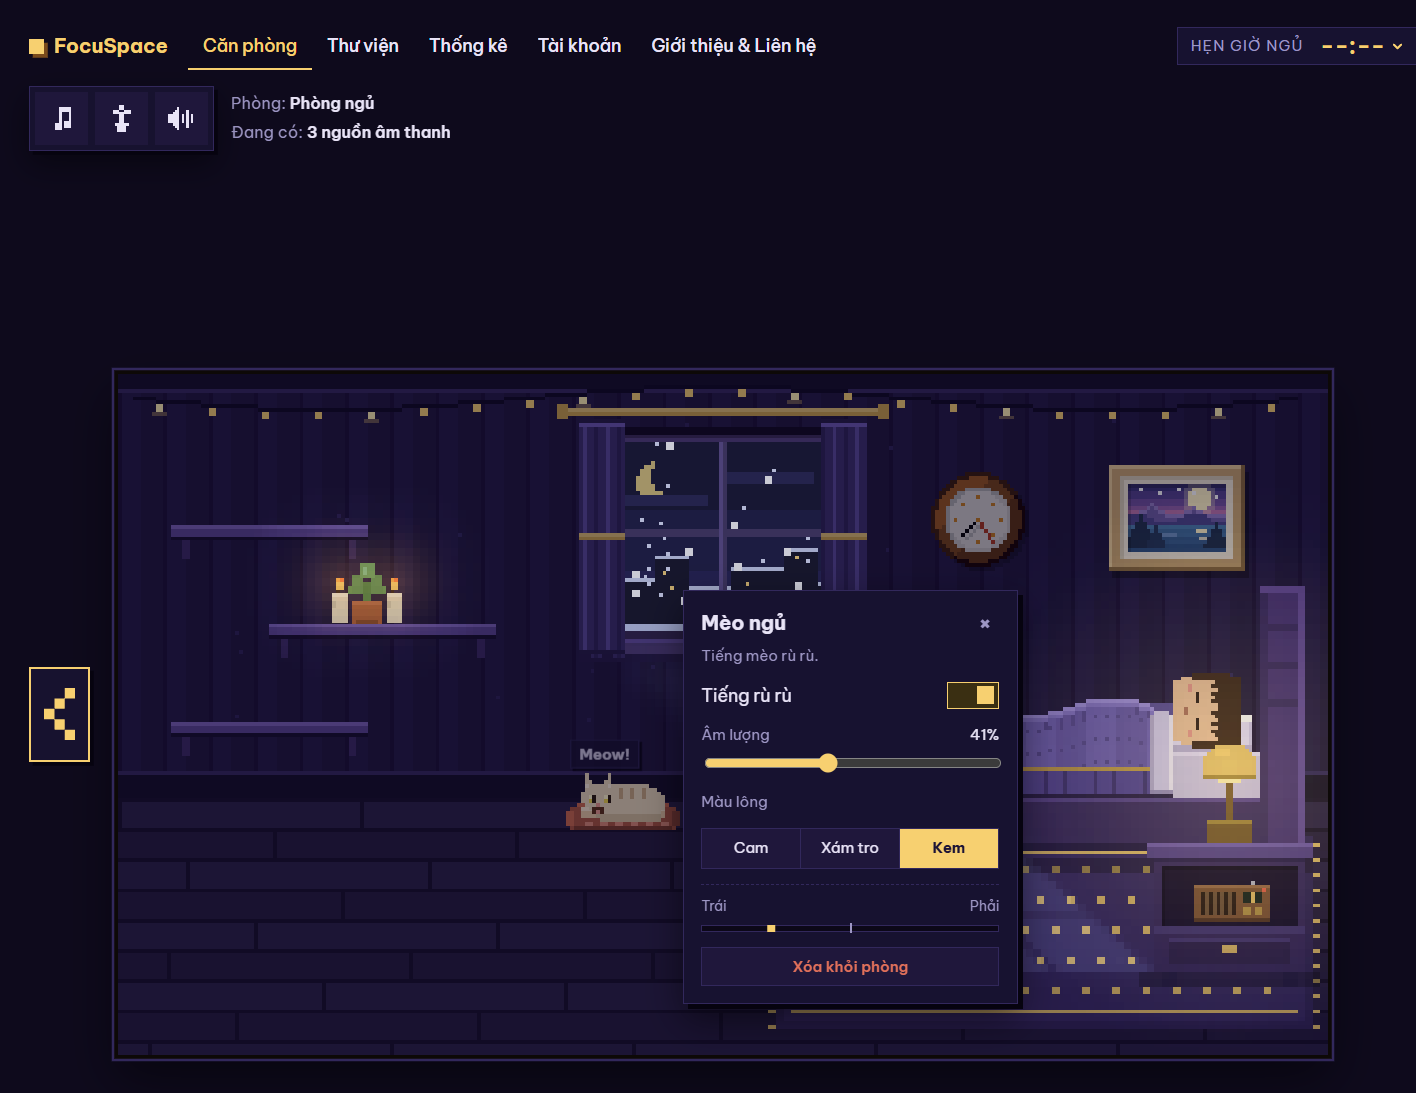 FocuSpace
Căn phòng
Thư viện
Thống kê
Tài khoản
Giới thiệu & Liên hệ
HẸN GIỜ NGỦ
--:--
Phòng: Phòng ngủ
Đang có: 3 nguồn âm thanh
Meow!
Mèo ngủ
Tiếng mèo rù rù.
Tiếng rù rù
Âm lượng 41%
Màu lông
Cam
Xám tro
Kem
Trái
Phải
Xóa khỏi phòng